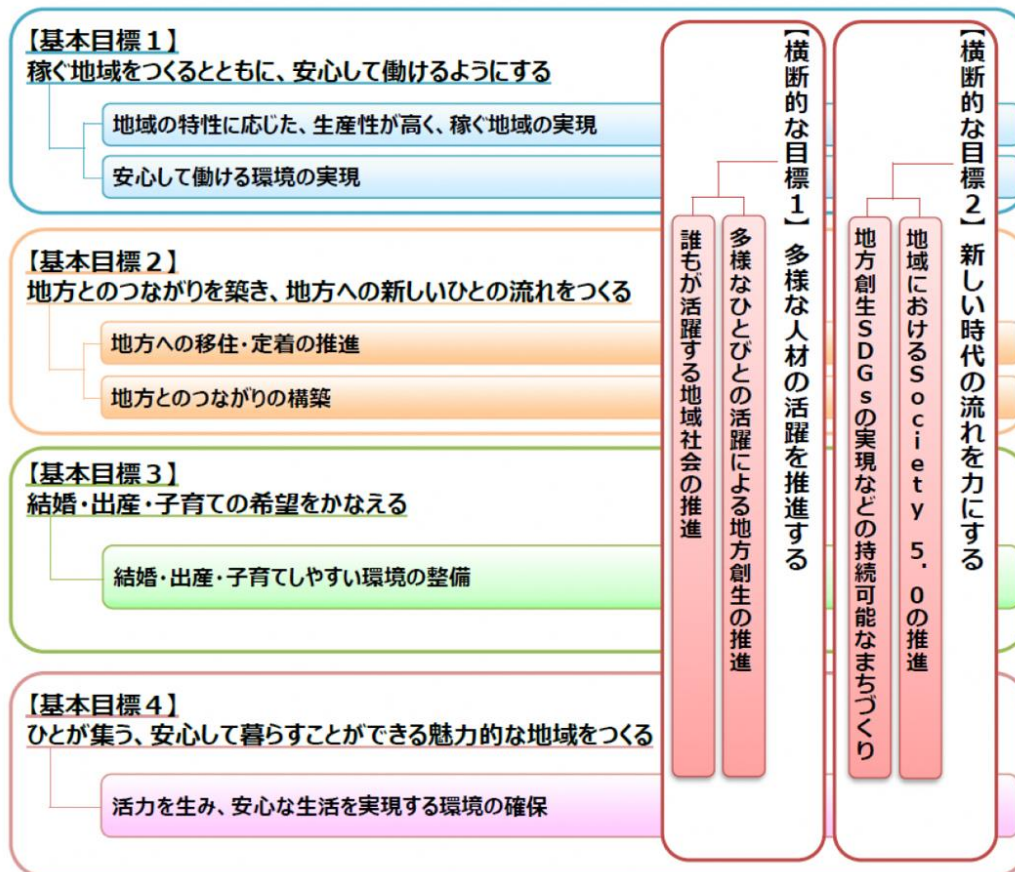 【基本目標１】
稼ぐ地域をつくるとともに、安心して働けるようにする
地域の特性に応じた、生産性が高く、稼ぐ地域の実現
安心して働ける環境の実現
【基本目標２】
地方とのつながりを築き、地方への新しいひとの流れをつくる
地方への移住・定着の推進
地方とのつながりの構築
【基本目標３】
結婚・出産・子育ての希望をかなえる
結婚・出産・子育てしやすい環境の整備
【基本目標４】
ひとが集う、安心して暮らすことができる魅力的な地域をつくる
活力を生み、安心な生活を実現する環境の確保
【横断的な目標１】多様な人材の活躍を推進する
多様なひとびとの活躍による地方創生の推進
誰もが活躍する地域社会の推進
【横断的な目標２】新しい時代の流れを力にする
地域におけるSociety 5.0の推進
地方創生SDGsの実現などの持続可能なまちづくり